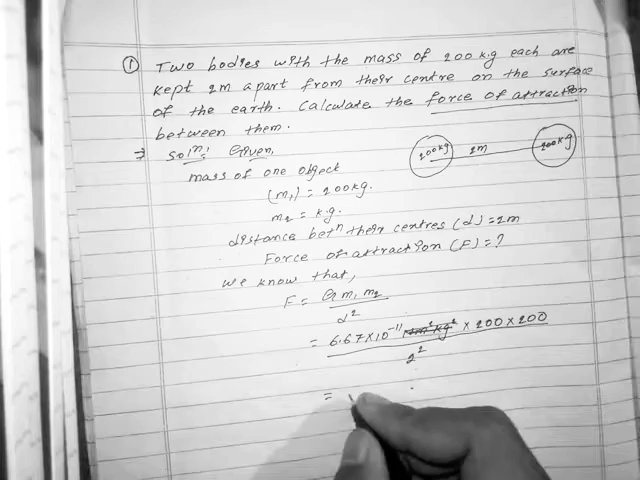 ① Two bodies with the mass of 200 k.g each are
kept 2m apart from their centre on the surface
of the earth. Calculate the force of attraction
between them.
⇒ Solⁿ: Given,
200kg 2m 200kg
mass of one object
(m₁) = 200kg.
m₂ = k.g.
distance betⁿ their centres (d) = 2m
Force of attraction (F) = ?
we know that,
F = G m₁ m₂
d²
= 6.67×10⁻¹¹ × 200 × 200
2²
=